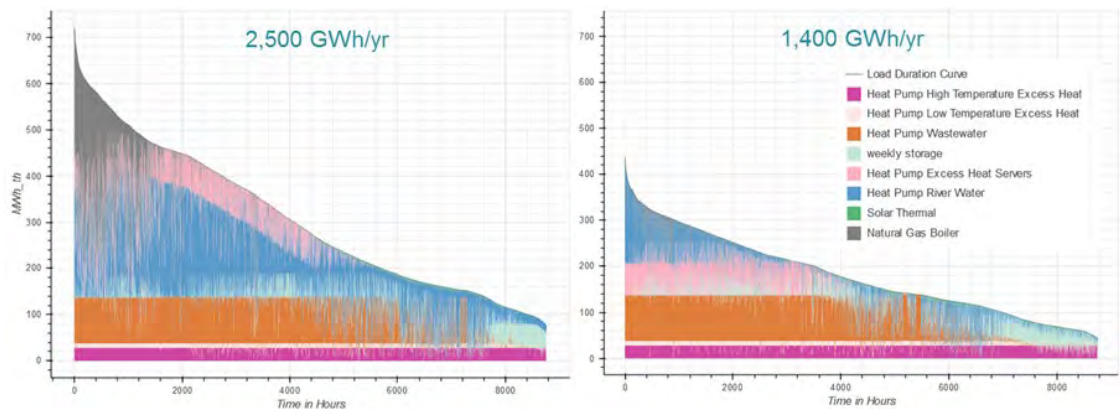 2,500 GWh/yr
MWh_th
700
600
500
400
300
200
100
0
0
2000
4000
6000
8000
Time in Hours
1,400 GWh/yr
700
600
500
400
300
200
100
0
Load Duration Curve
Heat Pump High Temperature Excess Heat
Heat Pump Low Temperature Excess Heat
Heat Pump Wastewater
weekly storage
Heat Pump Excess Heat Servers
Heat Pump River Water
Solar Thermal
Natural Gas Boiler
0
2000
4000
6000
8000
Time in Hours